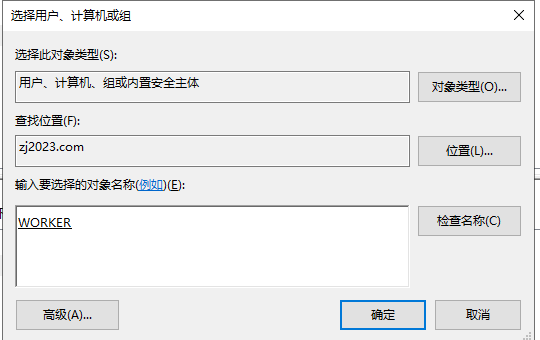 选择用户、计算机或组
选择此对象类型(S):
用户、计算机、组或内置安全主体
对象类型(O)...
查找位置(F):
zj2023.com
位置(L)...
输入要选择的对象名称(例如)(E):
WORKER
检查名称(C)
高级(A)...
确定
取消